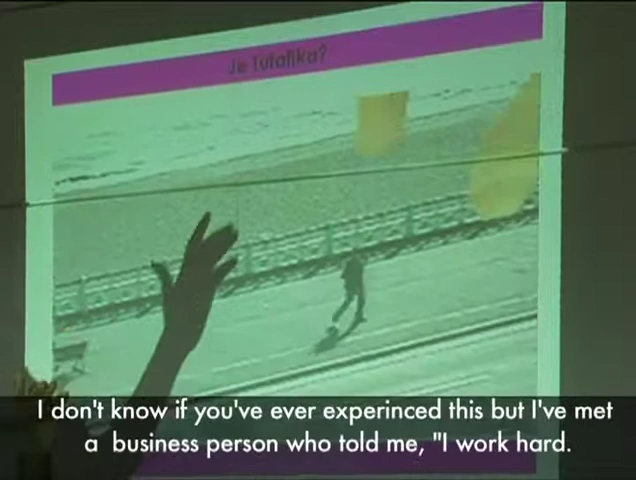 Je Tutafika?
I don't know if you've ever experinced this but I've met
a business person who told me, "I work hard.